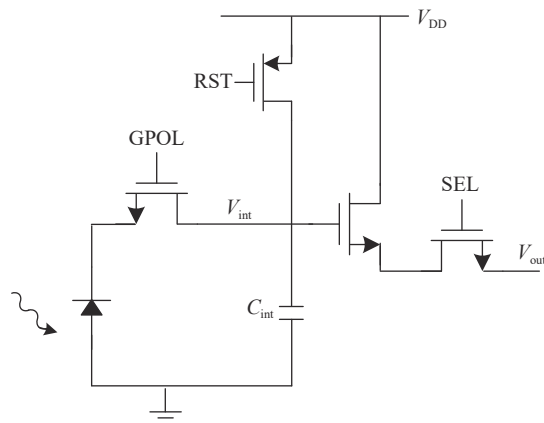 V_DD
RST
GPOL
SEL
V_int
V_out
C_int